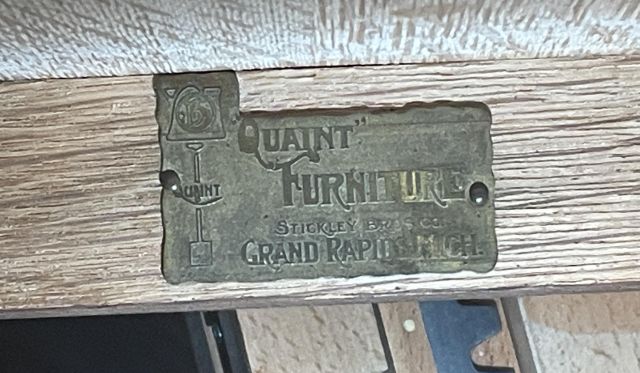 "QUAINT"
FURNITURE
STICKLEY BROS CO.
GRAND RAPIDS MICH.
QUAINT